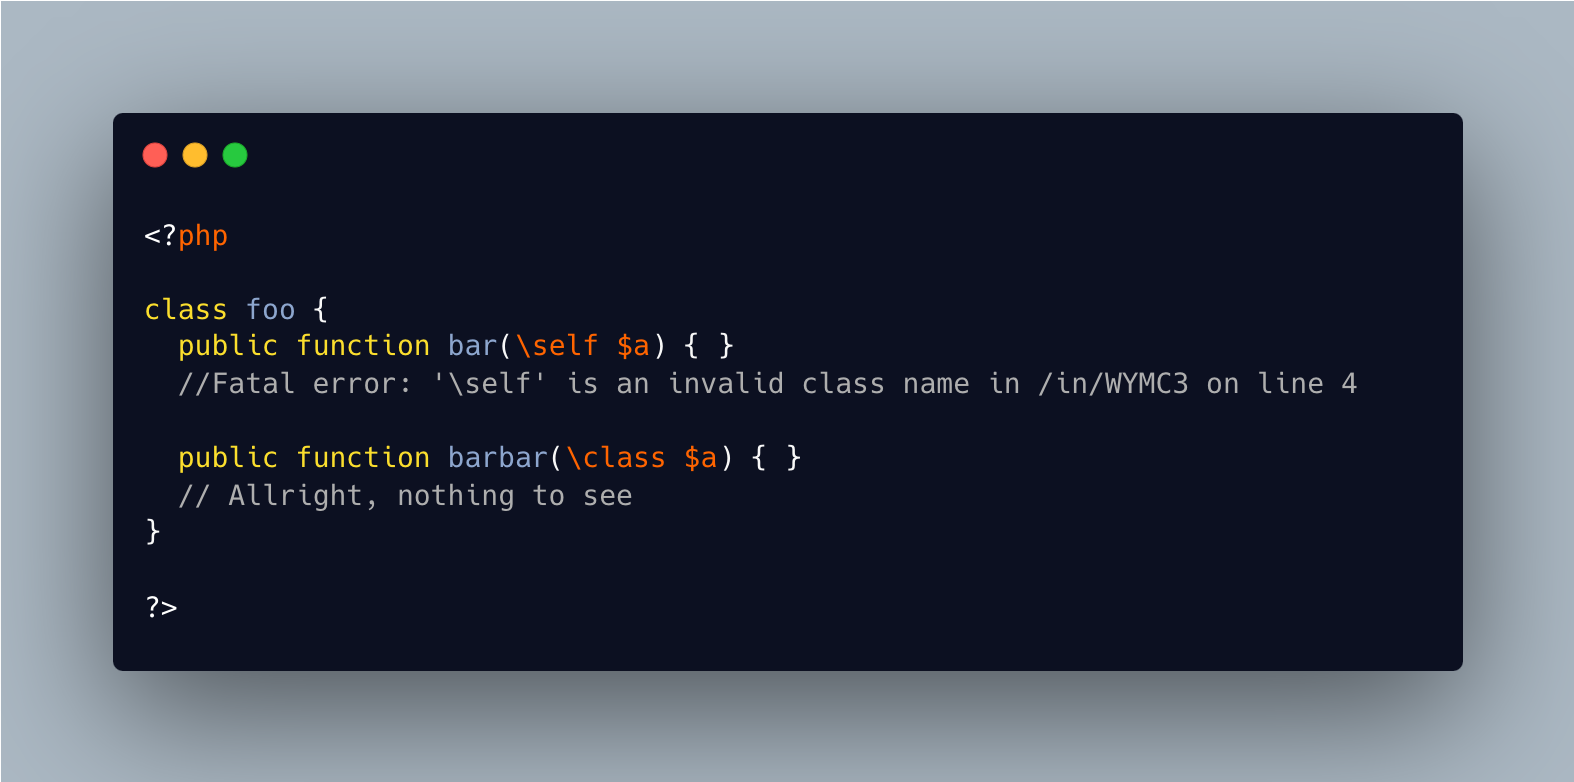 <?php
class foo {
  public function bar(\self $a) { }
  //Fatal error: '\self' is an invalid class name in /in/WYMC3 on line 4
  public function barbar(\class $a) { }
  // Allright, nothing to see
}
?>